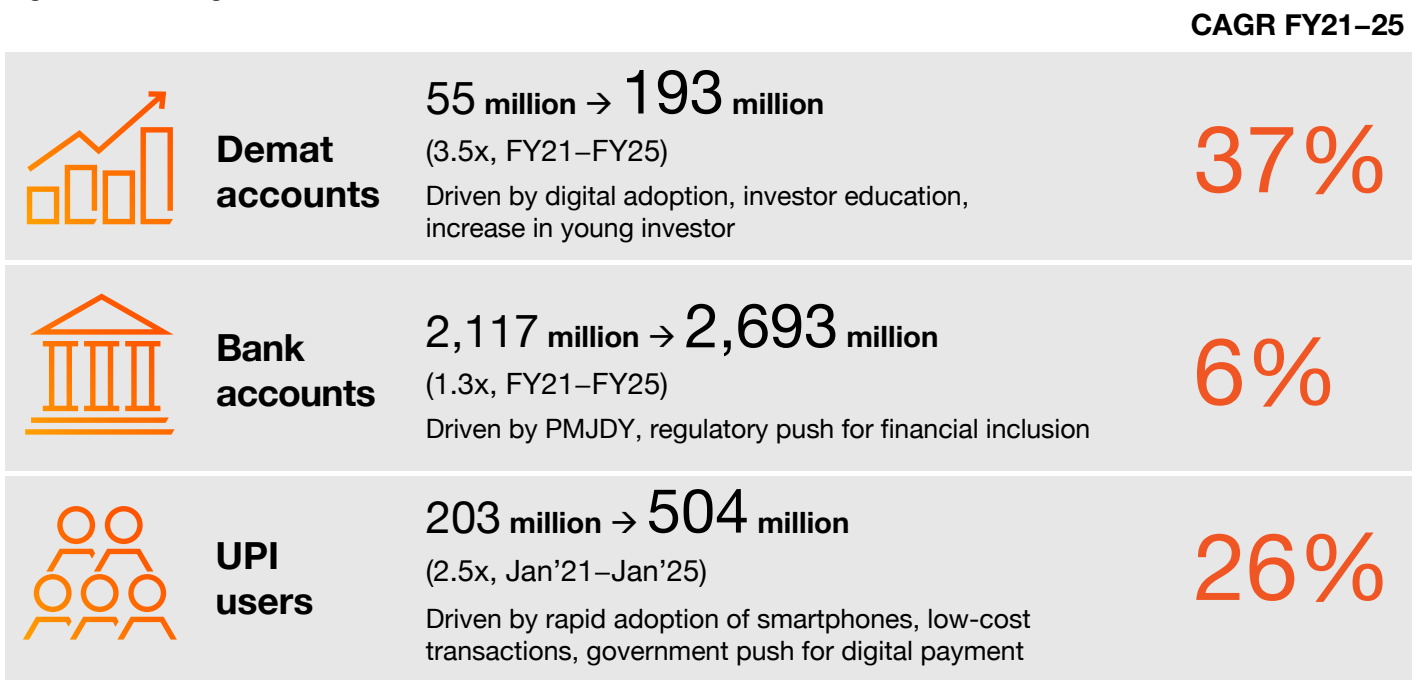 CAGR FY21–25
Demat
accounts
55 million → 193 million
(3.5x, FY21–FY25)
Driven by digital adoption, investor education,
increase in young investor
37%
Bank
accounts
2,117 million → 2,693 million
(1.3x, FY21–FY25)
Driven by PMJDY, regulatory push for financial inclusion
6%
UPI
users
203 million → 504 million
(2.5x, Jan’21–Jan’25)
Driven by rapid adoption of smartphones, low-cost
transactions, government push for digital payment
26%